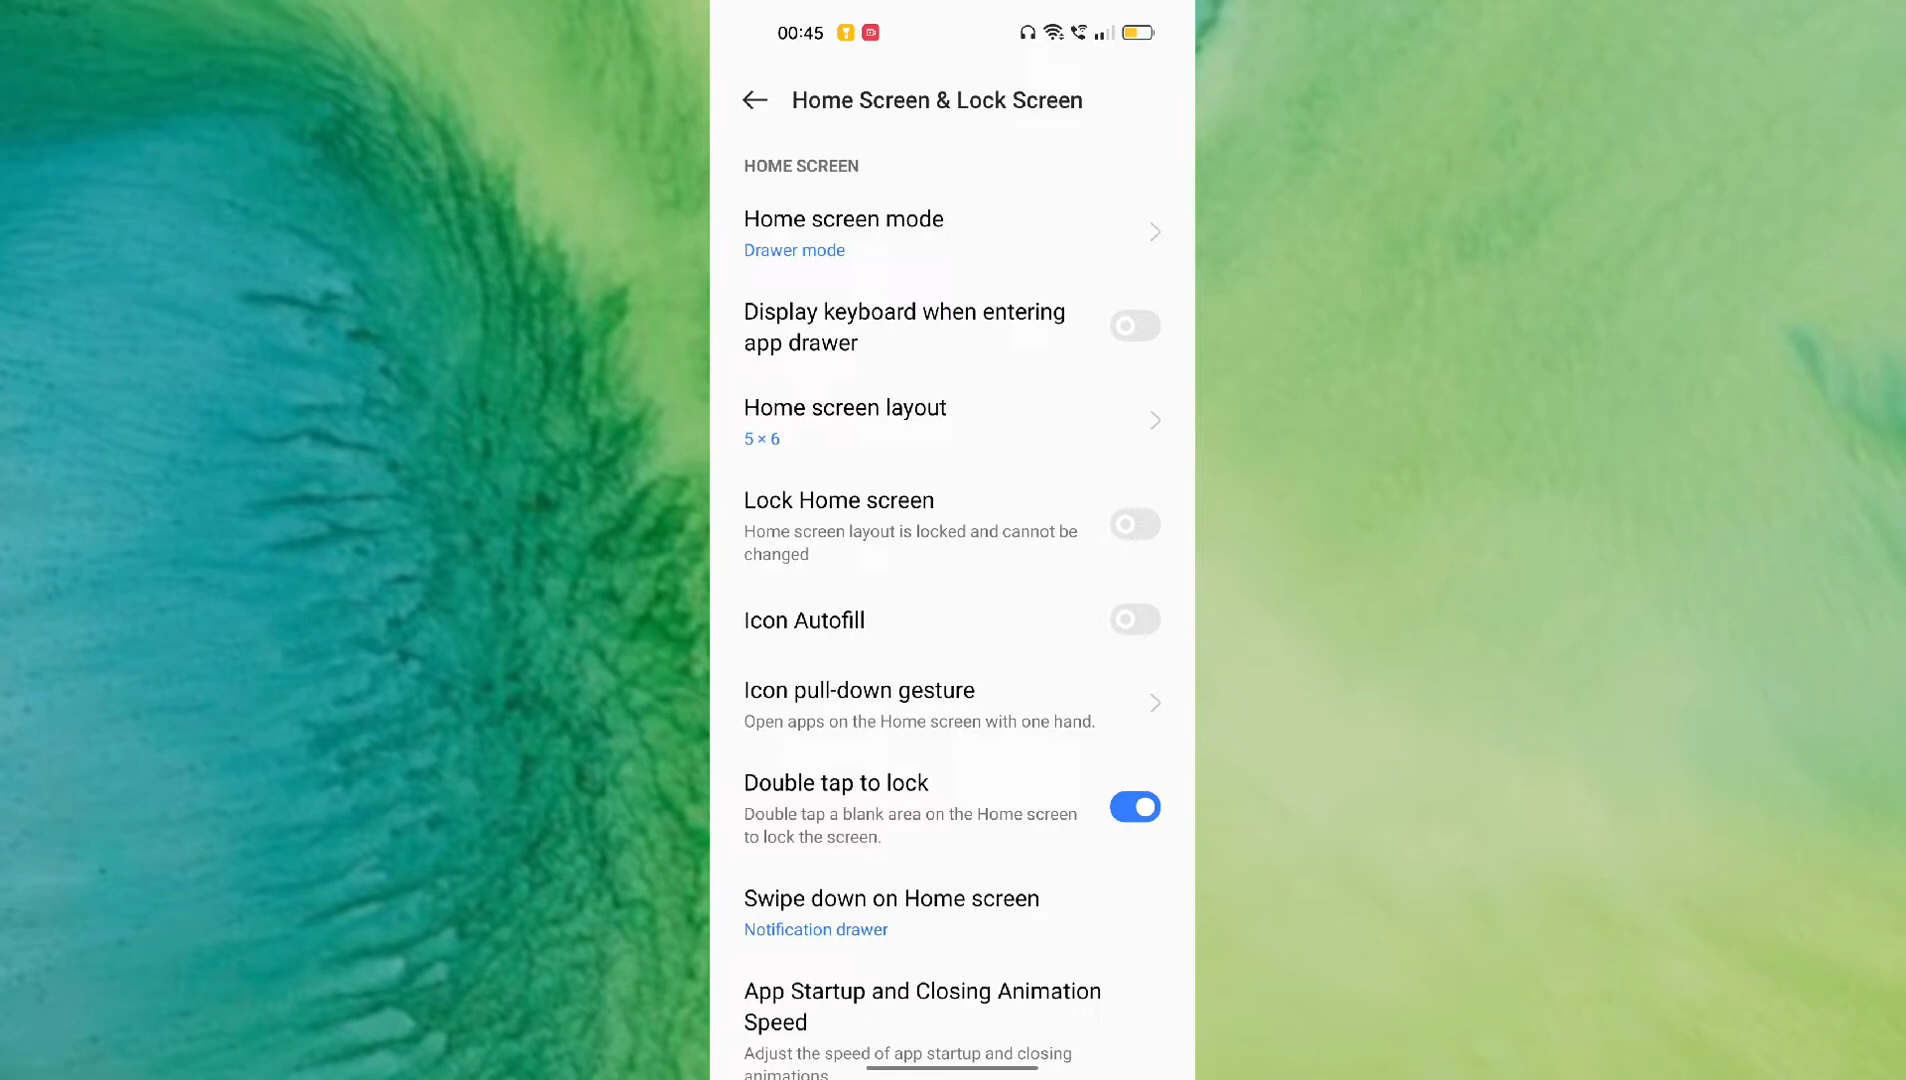 00:45
Home Screen & Lock Screen
HOME SCREEN
Home screen mode
Drawer mode
Display keyboard when entering
app drawer
Home screen layout
5 × 6
Lock Home screen
Home screen layout is locked and cannot be
changed
Icon Autofill
Icon pull-down gesture
Open apps on the Home screen with one hand.
Double tap to lock
Double tap a blank area on the Home screen
to lock the screen.
Swipe down on Home screen
Notification drawer
App Startup and Closing Animation
Speed
Adjust the speed of app startup and closing
animations